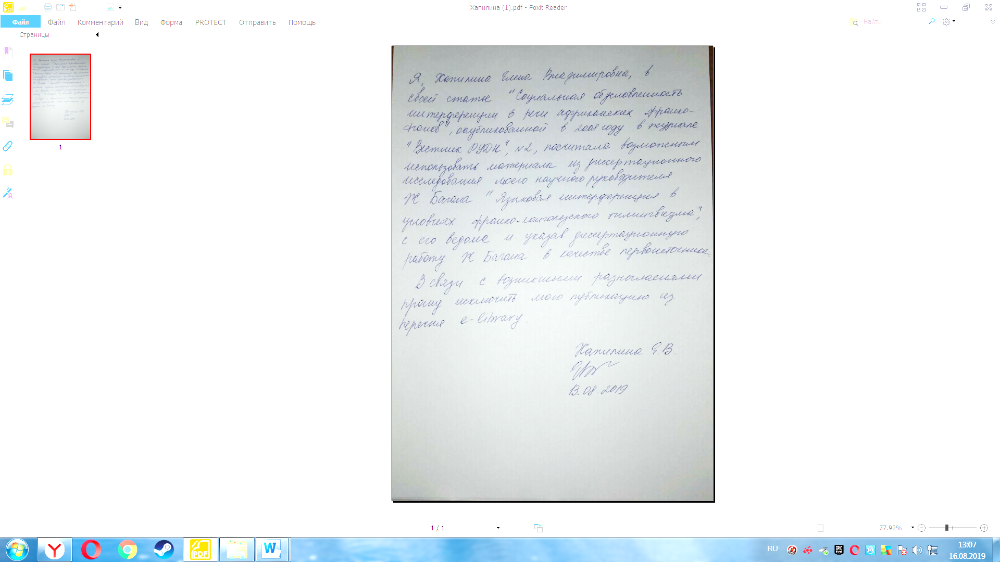 Хапилина (1).pdf - Foxit Reader
Файл
Файл Комментарий Вид Форма PROTECT Отправить Помощь
Найти
Страницы
1
Я, Хапилина Елена Владимировна, в
своей статье "Социальная обусловленность
интерференции в речи африканских франко-
фонов", опубликованной в 2008 году в журнале
"Вестник РУДН", №2, посчитала возможным
использовать материалы из диссертационного
исследования моего научного руководителя
Ж. Багана "Языковая интерференция в
условиях франко-конголезского билингвизма",
с его ведома и указав диссертационную
работу Ж. Багана в качестве первоисточника.
В связи с возникшими разногласиями
прошу исключить мою публикацию из
перечня e-library.
Хапилина Е.В.
13.08.2019
1 / 1
77.92%
RU
13:07
16.08.2019